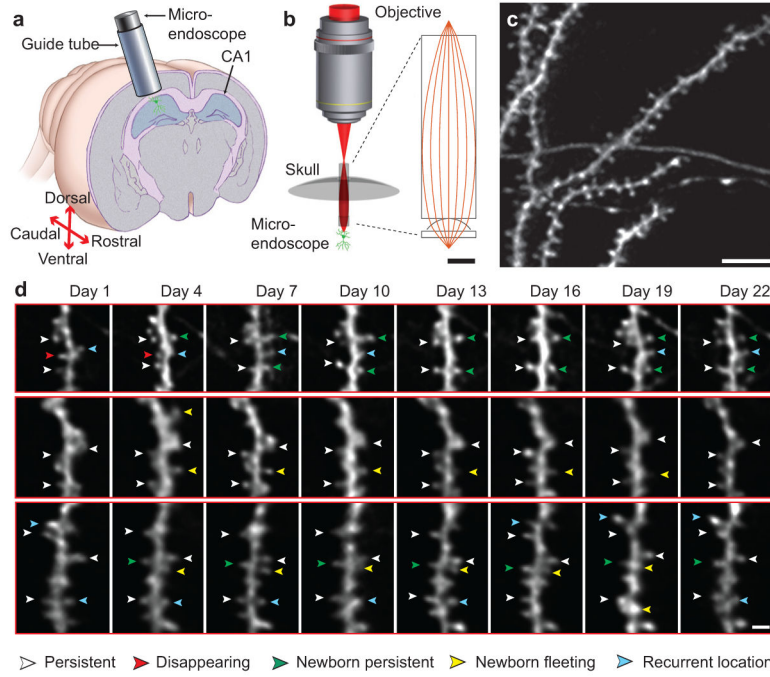 a
Micro-
endoscope
Guide tube
CA1
Dorsal
Caudal
Rostral
Ventral
b
Objective
Skull
Micro-
endoscope
c
d
Day 1 Day 4 Day 7 Day 10 Day 13 Day 16 Day 19 Day 22
Persistent Disappearing Newborn persistent Newborn fleeting Recurrent location